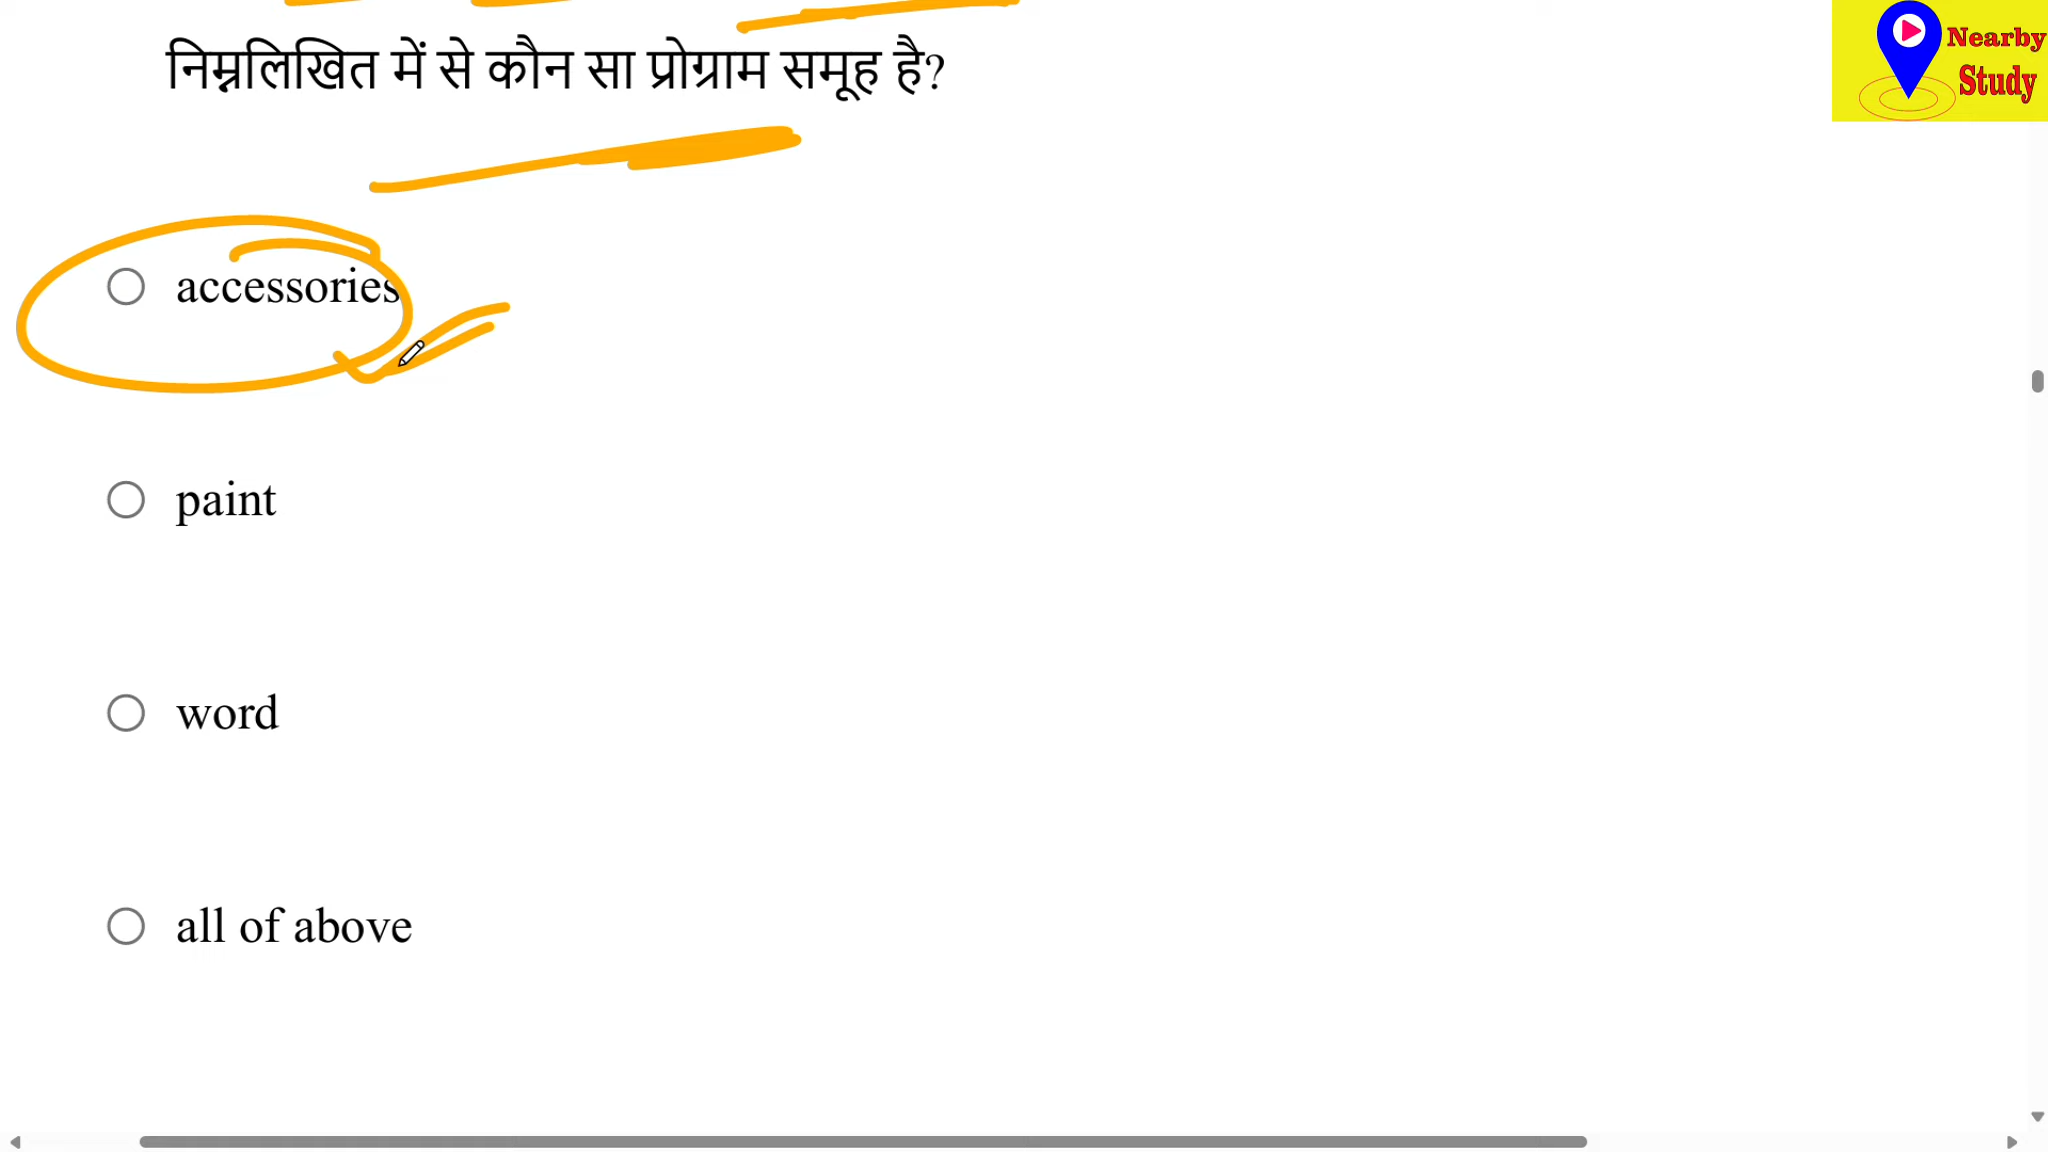 निम्नलिखित में से कौन सा प्रोग्राम समूह है?
Nearby
Study
accessories
paint
word
all of above